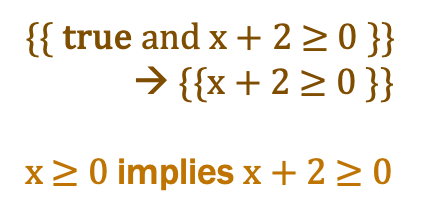 {{ true and x + 2 ≥ 0 }}
→ {{x + 2 ≥ 0 }}
x ≥ 0 implies x + 2 ≥ 0